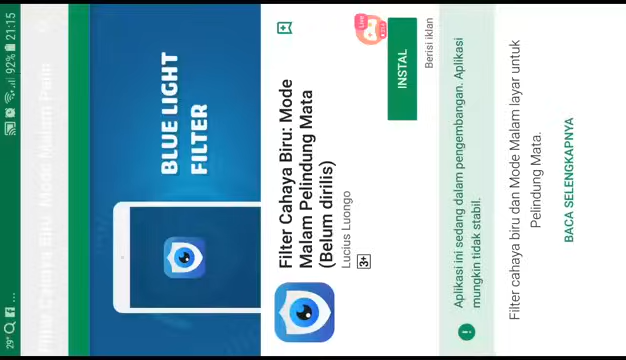 29° 92% 21:15
BLUE LIGHT
FILTER
Filter Cahaya Biru: Mode
Malam Pelindung Mata
(Belum dirilis)
Lucius Luongo
3+
Live
INSTAL
Berisi iklan
Aplikasi ini sedang dalam pengembangan. Aplikasi
mungkin tidak stabil.
Filter cahaya biru dan Mode Malam layar untuk
Pelindung Mata.
BACA SELENGKAPNYA